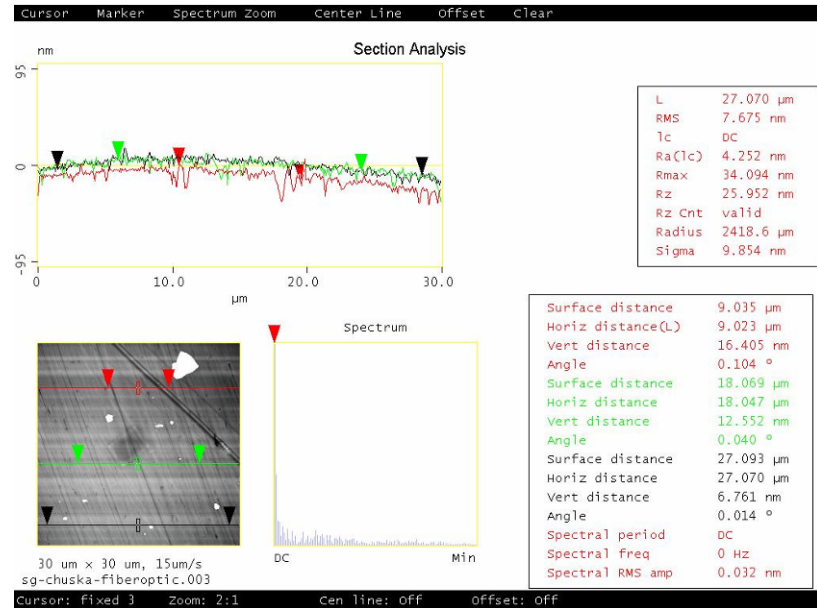 Cursor Marker Spectrum Zoom Center Line Offset Clear
Section Analysis
nm
95
0
-95
0 10.0 20.0 30.0
µm
L 27.070 µm
RMS 7.675 nm
lc DC
Ra(lc) 4.252 nm
Rmax 34.094 nm
Rz 25.952 nm
Rz Cnt valid
Radius 2418.6 µm
Sigma 9.854 nm
Spectrum
DC Min
Surface distance 9.035 µm
Horiz distance(L) 9.023 µm
Vert distance 16.405 nm
Angle 0.104 °
Surface distance 18.069 µm
Horiz distance 18.047 µm
Vert distance 12.552 nm
Angle 0.040 °
Surface distance 27.093 µm
Horiz distance 27.070 µm
Vert distance 6.761 nm
Angle 0.014 °
Spectral period DC
Spectral freq 0 Hz
Spectral RMS amp 0.032 nm
30 um × 30 um, 15um/s
sg-chuska-fiberoptic.003
Cursor: fixed 3 Zoom: 2:1 Cen line: Off Offset: Off